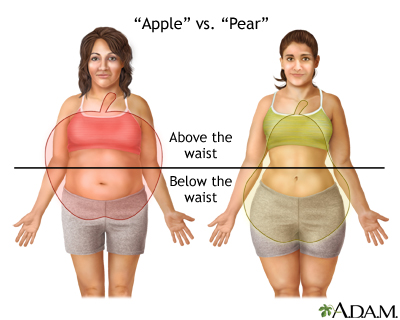 “Apple” vs. “Pear”
Above the
waist
Below the
waist
A.D.A.M.